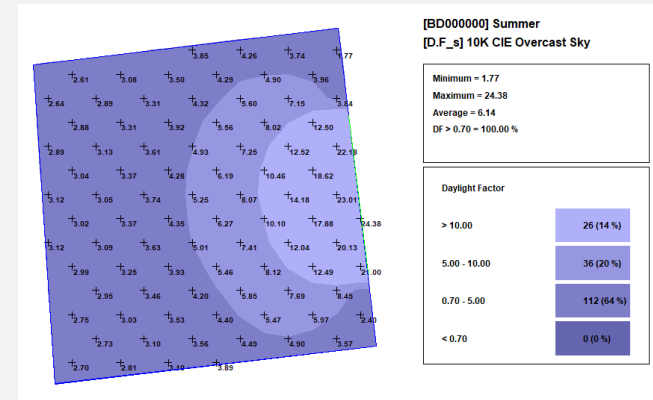 [BD000000] Summer
[D.F_s] 10K CIE Overcast Sky
Minimum = 1.77
Maximum = 24.38
Average = 6.14
DF > 0.70 = 100.00 %
Daylight Factor
> 10.00 26 (14 %)
5.00 - 10.00 36 (20 %)
0.70 - 5.00 112 (64 %)
< 0.70 0 (0 %)
3.85 4.26 3.74 1.77
2.61 3.08 3.50 4.29 4.90 3.96
2.64 2.89 3.31 4.32 5.60 7.15 3.84
2.88 3.31 3.92 5.56 8.02 12.50
2.89 3.13 3.61 4.93 7.25 12.52 22.18
3.04 3.37 4.28 6.19 10.46 18.62
3.12 3.05 3.74 5.25 8.07 14.18 23.01
3.02 3.37 4.35 6.27 10.10 17.88 24.38
3.12 3.09 3.63 5.01 7.41 12.04 20.13
2.99 3.25 3.93 5.46 8.12 12.49 21.00
2.95 3.46 4.20 5.85 7.69 8.45
2.75 3.03 3.53 4.40 5.47 5.97 2.40
2.73 3.10 3.56 4.49 4.90 3.57
2.70 2.81 3.10 3.89